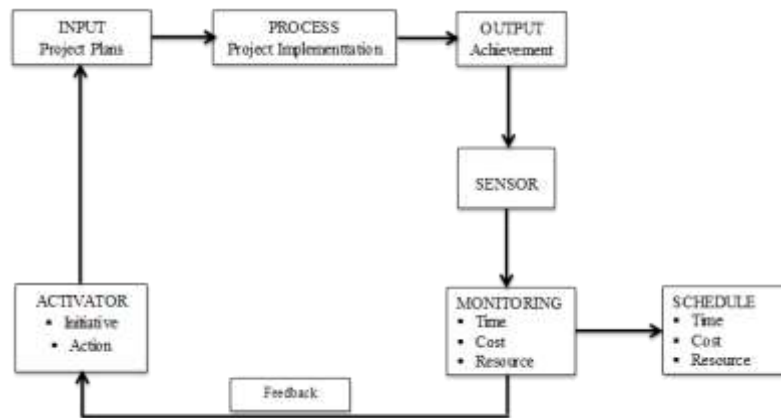 INPUT
Project Plans
PROCESS
Project Implementtation
OUTPUT
Achievement
SENSOR
ACTIVATOR
▪ Initiative
▪ Action
MONITORING
▪ Time
▪ Cost
▪ Resource
SCHEDULE
▪ Time
▪ Cost
▪ Resource
Feedback